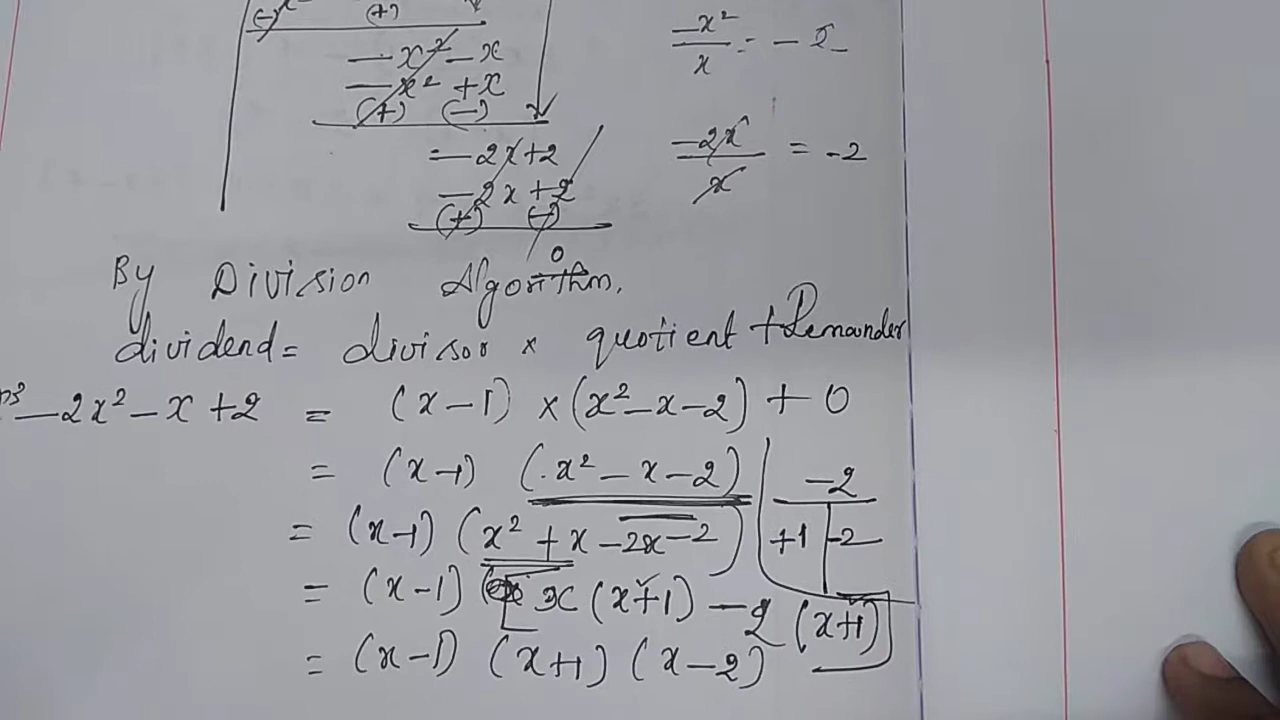 (-) (+)
-x² - x
-x² + x
(+) (-)
-x²/x = -x
-2x + 2
-2x + 2
(+) (-)
0
-2x/x = -2
By Division Algorithm,
dividend = divisor × quotient + Remainder
- 2x² - x + 2 = (x-1) × (x² - x - 2) + 0
= (x-1) (x² - x - 2)
-2
= (x-1) (x² + x - 2x - 2)
+1 -2
= (x-1) [x(x+1) - 2(x+1)]
= (x-1) (x+1) (x-2)